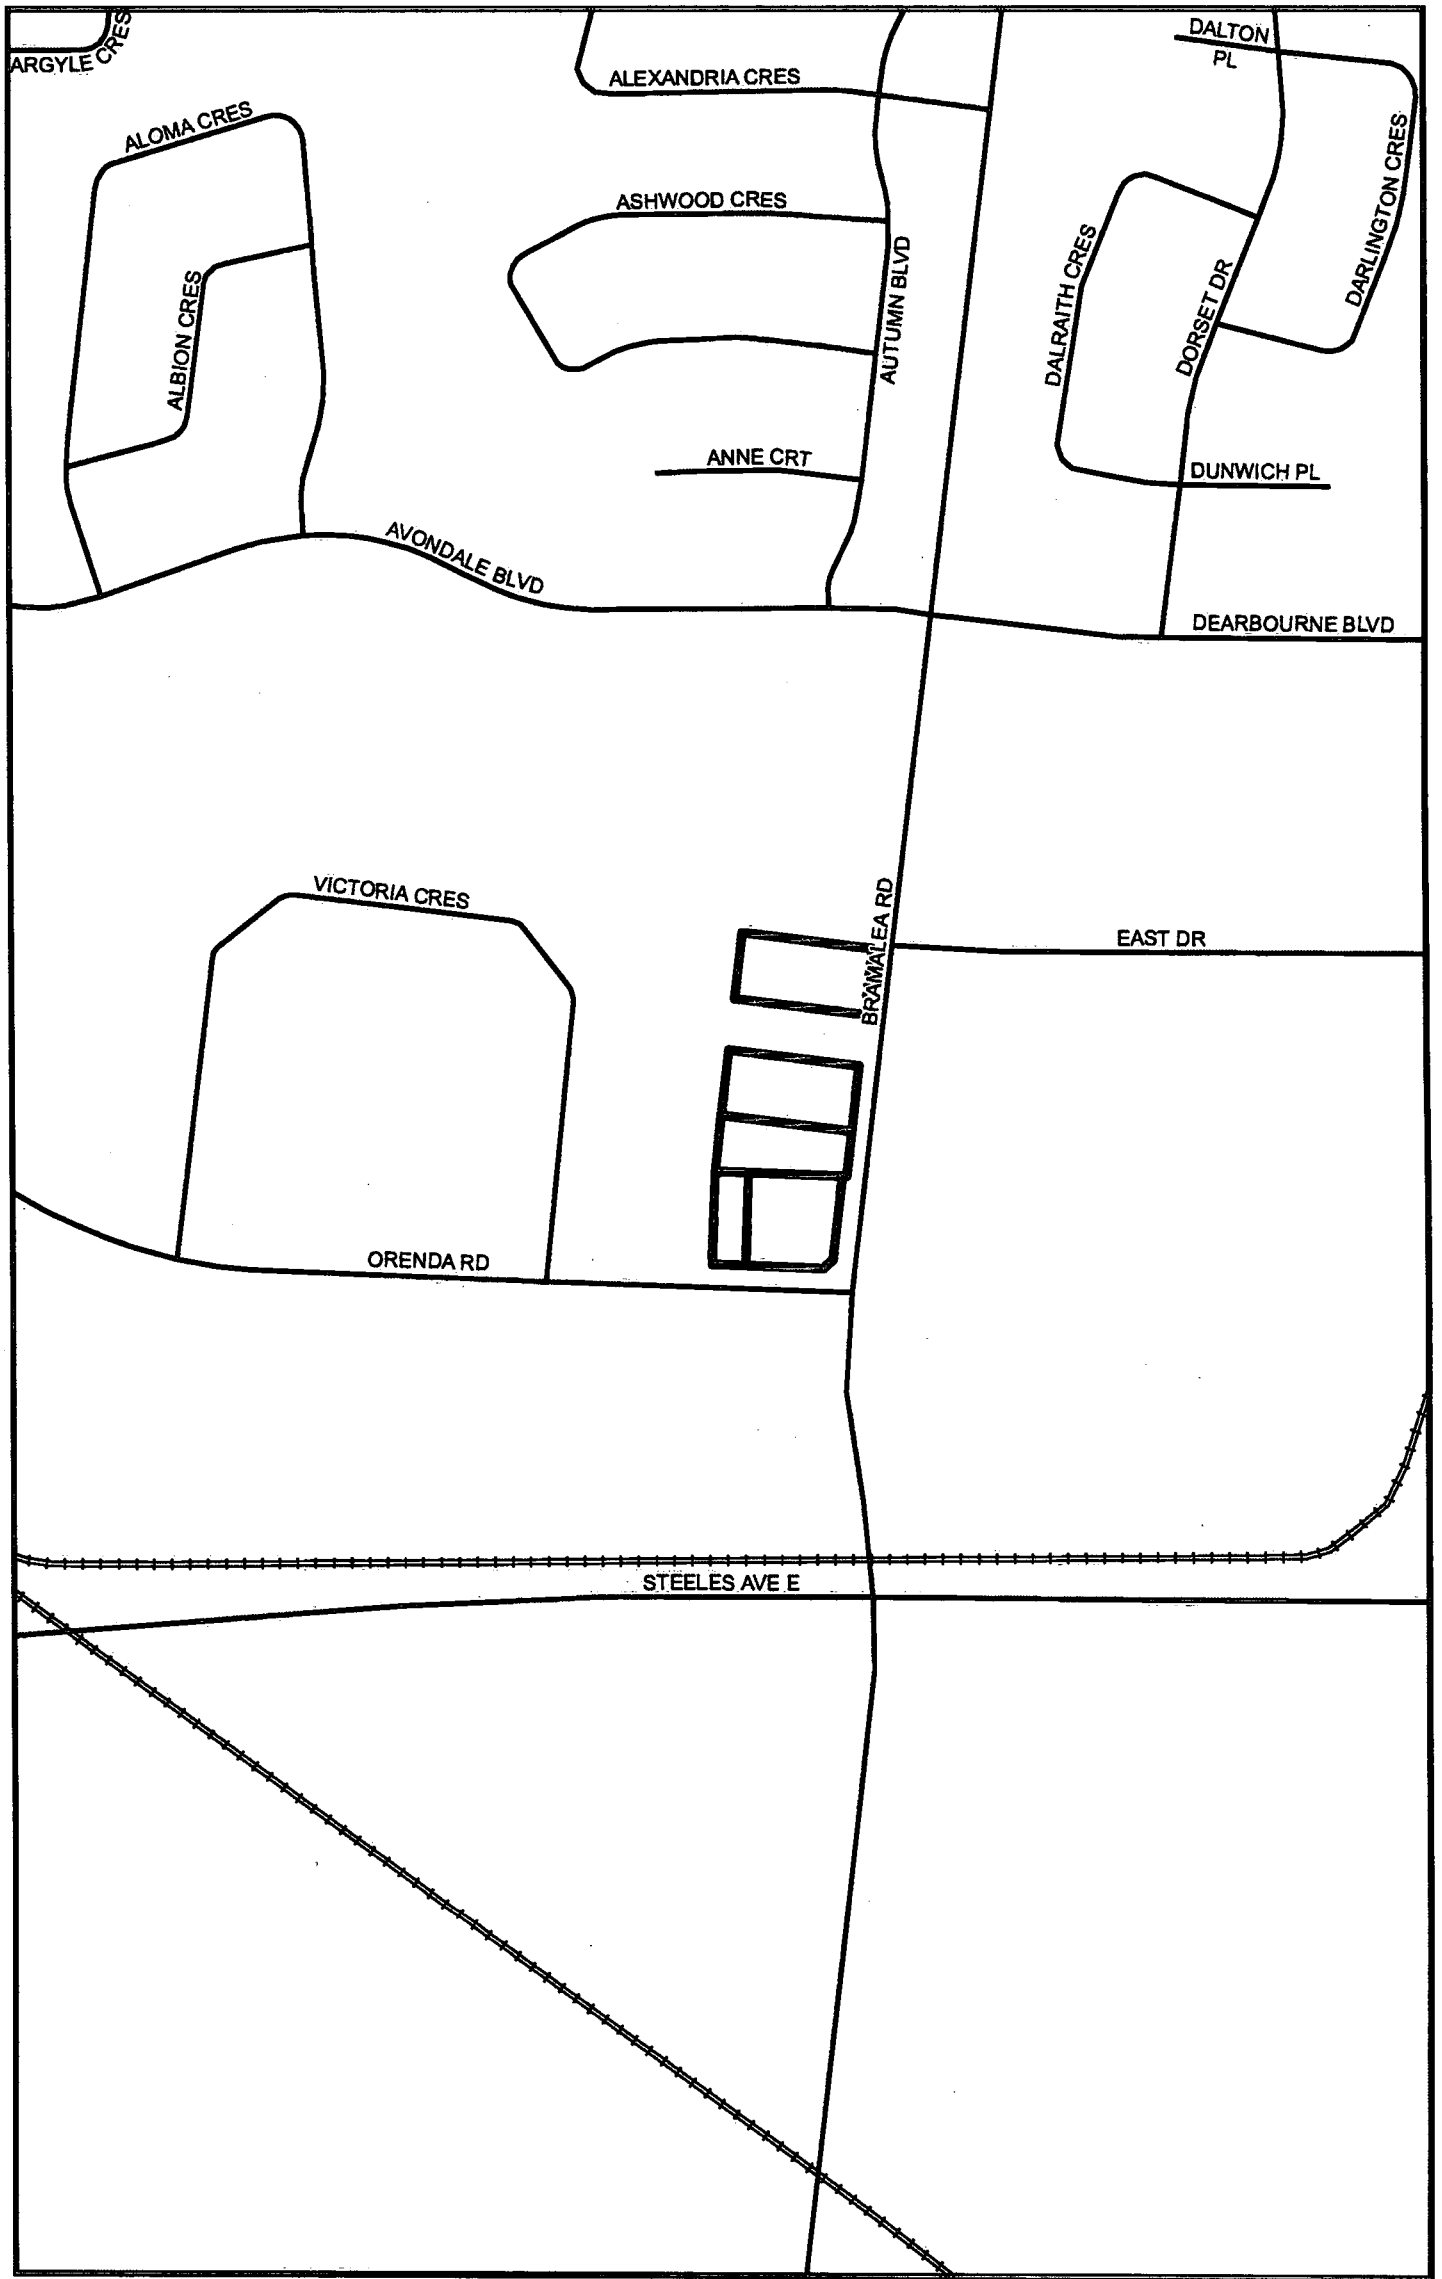 DALTON
PL
ARGYLE CRES
ALEXANDRIA CRES
ALOMA CRES
ASHWOOD CRES
DARLINGTON CRES
DALRAITH CRES
AUTUMN BLVD
DORSET DR
ALBION CRES
ANNE CRT
DUNWICH PL
AVONDALE BLVD
DEARBOURNE BLVD
VICTORIA CRES
BRAMALEA RD
EAST DR
ORENDA RD
STEELES AVE E